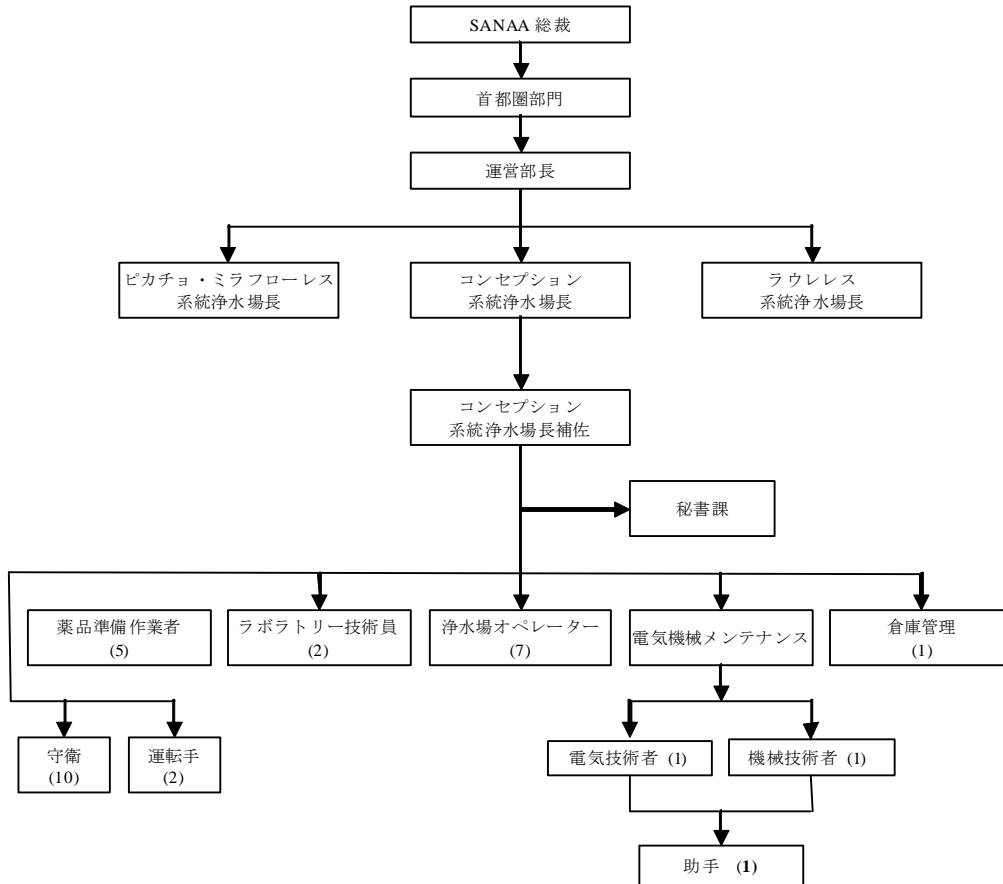 SANAA 総裁
首都圏部門
運営部長
ピカチョ・ミラフローレス
系統浄水場長
コンセプション
系統浄水場長
ラウレレス
系統浄水場長
コンセプション
系統浄水場長補佐
秘書課
薬品準備作業者
(5)
ラボラトリー技術員
(2)
浄水場オペレーター
(7)
電気機械メンテナンス
倉庫管理
(1)
守衛
(10)
運転手
(2)
電気技術者 (1)
機械技術者 (1)
助手 (1)